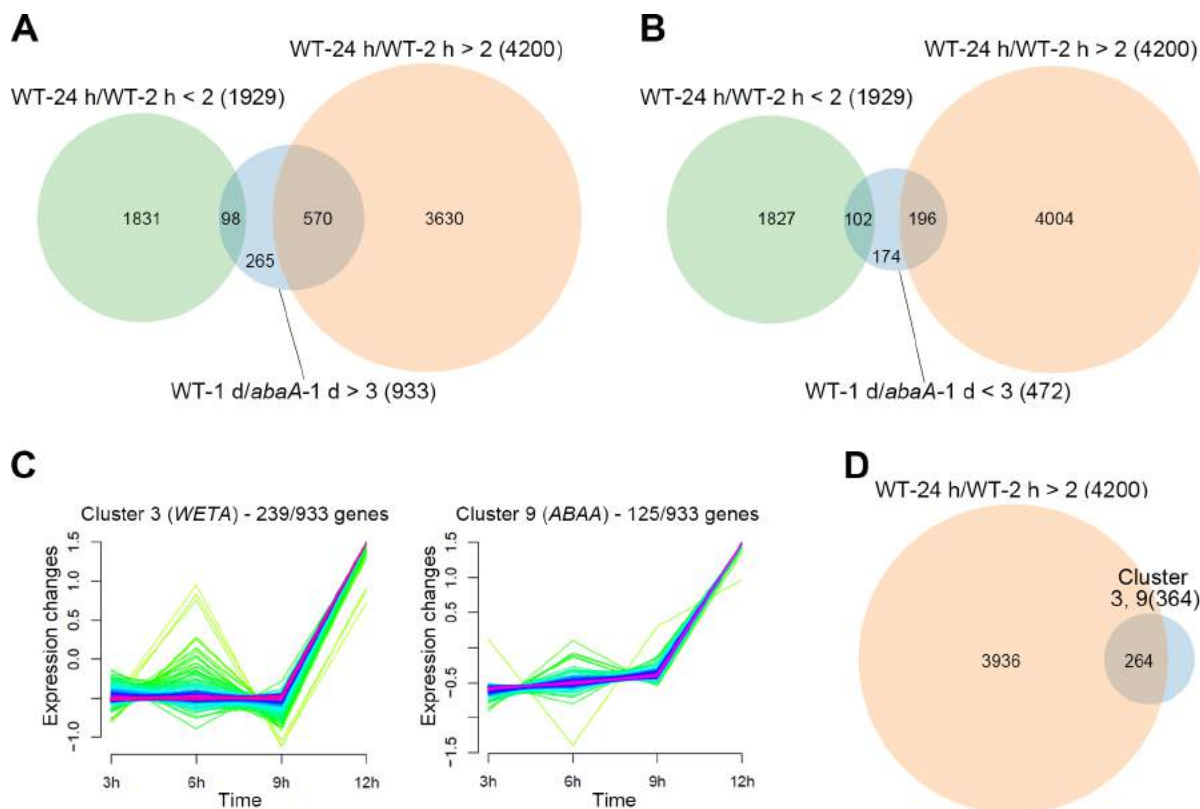 A
WT-24 h/WT-2 h > 2 (4200)
WT-24 h/WT-2 h < 2 (1929)
1831
98
570
3630
265
WT-1 d/abaA-1 d > 3 (933)
B
WT-24 h/WT-2 h > 2 (4200)
WT-24 h/WT-2 h < 2 (1929)
1827
102
196
4004
174
WT-1 d/abaA-1 d < 3 (472)
C
Cluster 3 (WETA) - 239/933 genes
Expression changes
1.5
1.0
0.5
0.0
−1.0
3h
6h
9h
12h
Time
Cluster 9 (ABAA) - 125/933 genes
Expression changes
1.5
0.5
−0.5
−1.5
3h
6h
9h
12h
Time
D
WT-24 h/WT-2 h > 2 (4200)
Cluster
3, 9(364)
3936
264